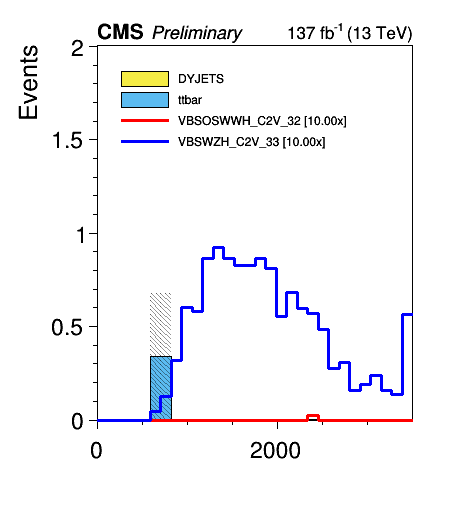 CMS Preliminary 137 fb-1 (13 TeV)
Events
2
DYJETS
ttbar
VBSOSWWH_C2V_32 [10.00x]
VBSWZH_C2V_33 [10.00x]
1.5
1
0.5
0
0 2000